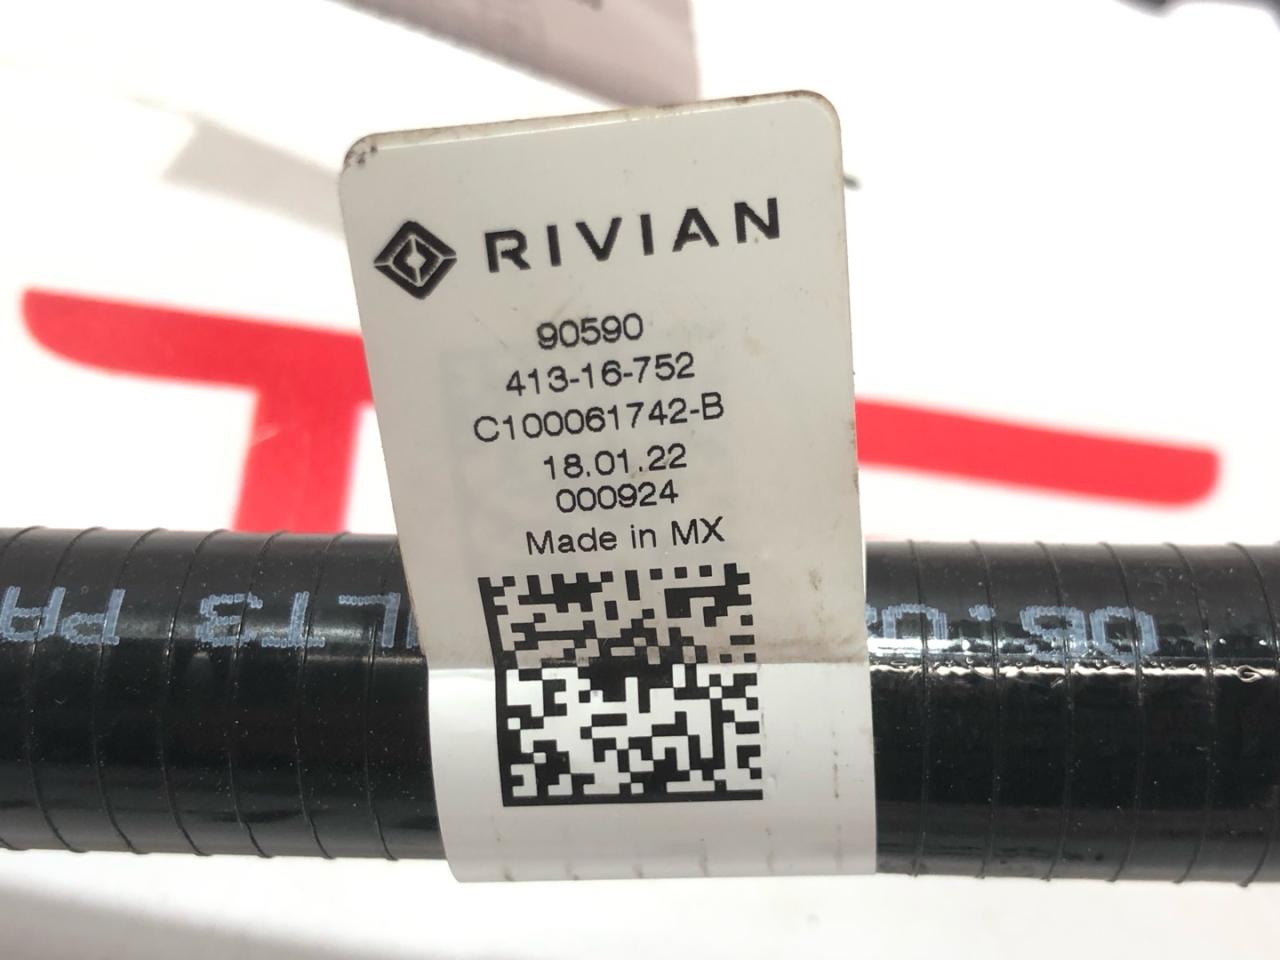 RIVIAN
90590
413-16-752
C100061742-B
18.01.22
000924
Made in MX